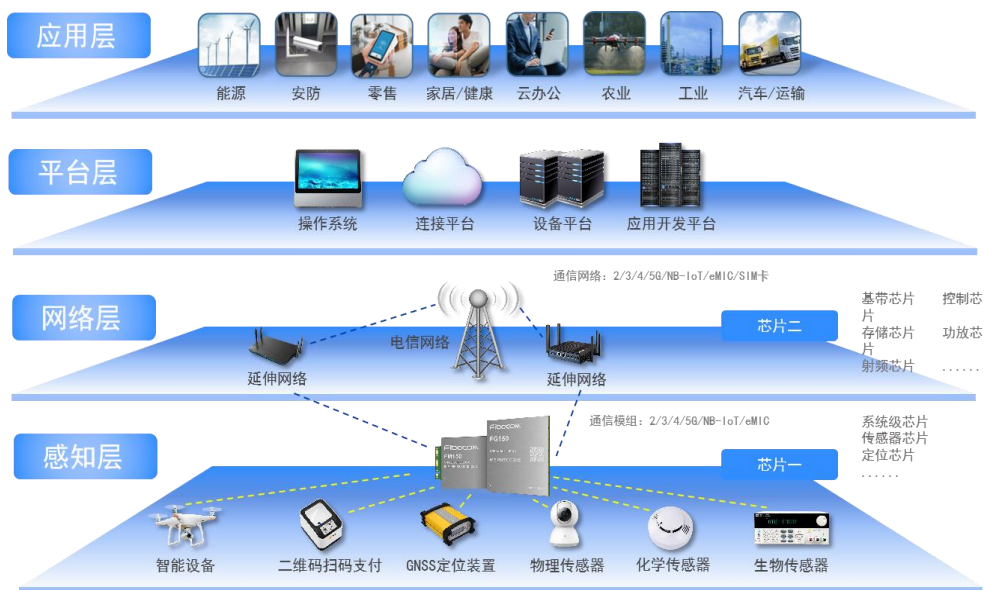 应用层
能源
安防
零售
家居/健康
云办公
农业
工业
汽车/运输
平台层
操作系统
连接平台
设备平台
应用开发平台
通信网络：2/3/4/5G/NB-IoT/eMIC/SIM卡
网络层
电信网络
延伸网络
延伸网络
芯片二
基带芯片 控制芯
片
存储芯片 功放芯
片
射频芯片 ......
通信模组：2/3/4/5G/NB-IoT/eMIC
感知层
Fibocom
FM150
Fibocom
FG150
芯片一
系统级芯片
传感器芯片
定位芯片
......
智能设备
二维码扫码支付
GNSS定位装置
物理传感器
化学传感器
生物传感器